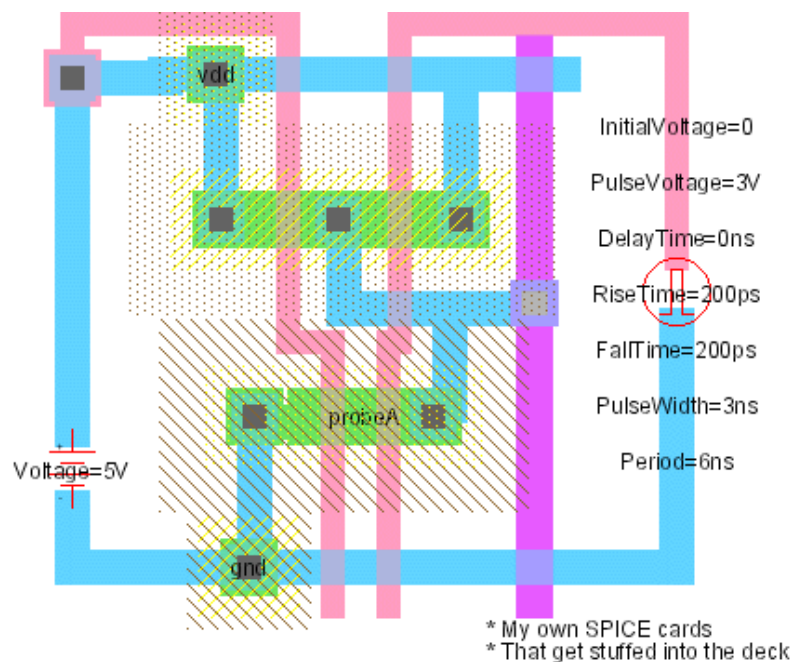 vdd
InitialVoltage=0
PulseVoltage=3V
DelayTime=0ns
RiseTime=200ps
FallTime=200ps
probeA
PulseWidth=3ns
Voltage=5V
Period=6ns
gnd
* My own SPICE cards
* That get stuffed into the deck